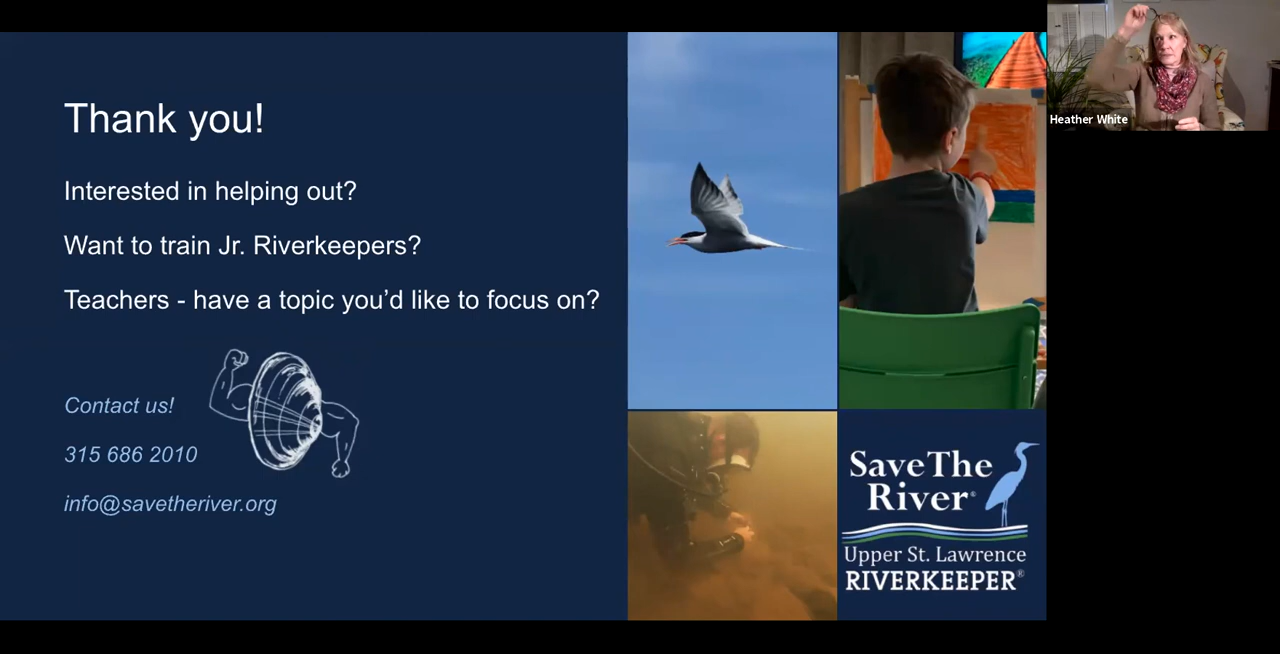 Thank you!
Interested in helping out?
Want to train Jr. Riverkeepers?
Teachers - have a topic you’d like to focus on?
Contact us!
315 686 2010
info@savetheriver.org
Save The
River®
Upper St. Lawrence
RIVERKEEPER®
Heather White